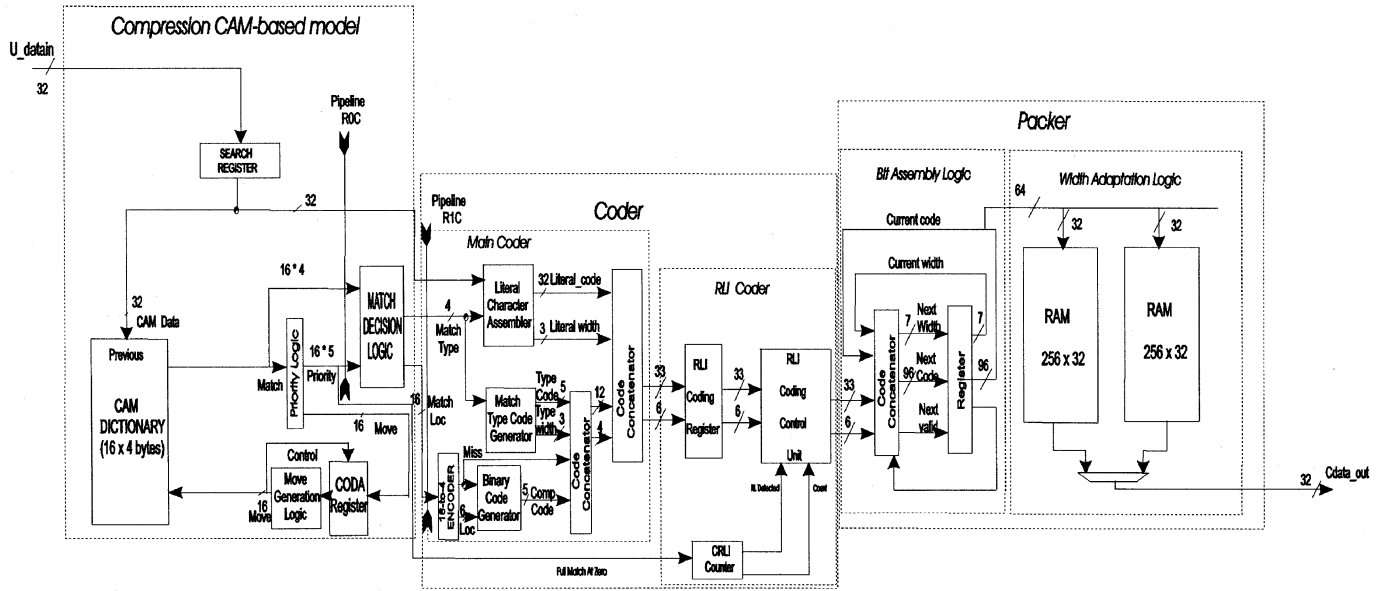 Compression CAM-based model
U_datain
32
Pipeline
R0C
SEARCH
REGISTER
32
16 * 4
MATCH
DECISION
LOGIC
32
CAM Data
Previous
CAM
DICTIONARY
(16 x 4 bytes)
Match
Priority Logic
16 * 5
Priority
16
Move
Control
CODA
Register
Move
Generation
Logic
16
Move
16
Match
Loc
Coder
Pipeline
R1C
Main Coder
4
Match
Type
Literal
Character
Assembler
32
Literal_code
3
Literal width
Match
Type Code
Generator
Type
Code
5
Type
width
3
Miss
16-to-4
ENCODER
Loc
Binary
Code
Generator
5
Comp
Code
Code
Concatenator
12
4
Code
Concatenator
Full Match At Zero
33
6
RLI Coder
RLI
Coding
Register
33
6
RLI
Coding
Control
Unit
Count
CRLI
Counter
33
6
Packer
Bit Assembly Logic
Current code
Current width
Code
Concatenator
Next
Width
7
Next
Code
96
Next
valid
Register
7
96
64
Width Adaptation Logic
32
32
RAM
256 x 32
RAM
256 x 32
32
Cdata_out